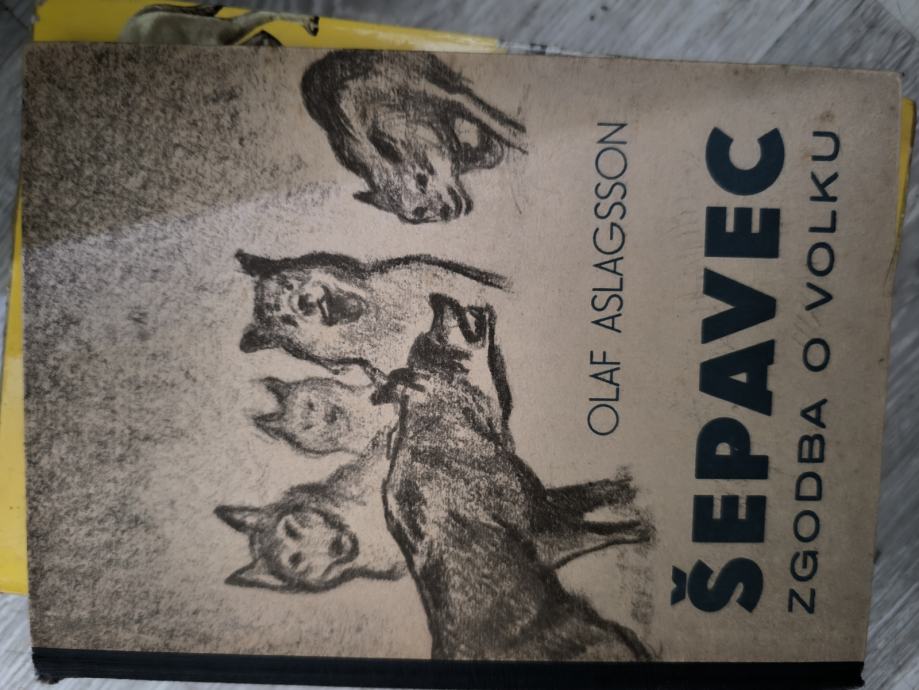 OLAF ASLAGSSON
ŠEPAVEC
ZGODBA O VOLKU